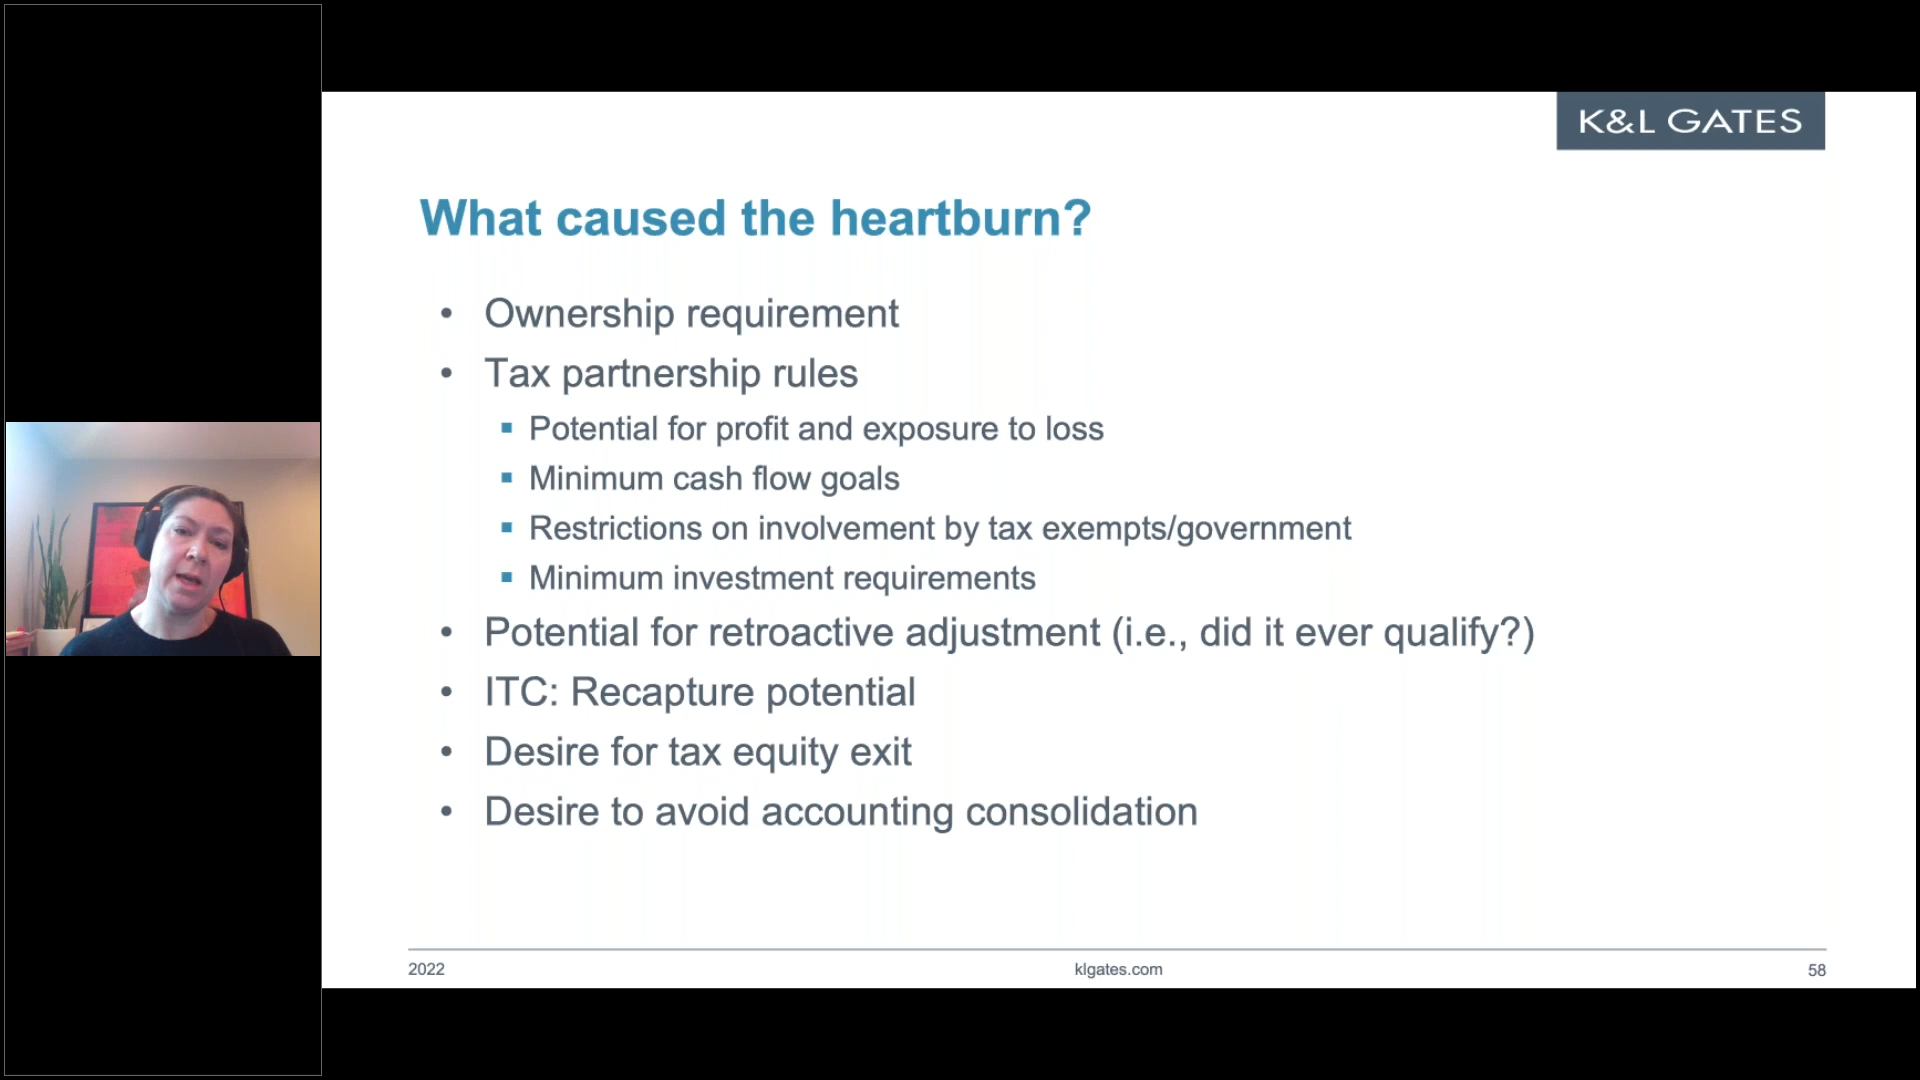 K&L GATES
What caused the heartburn?
• Ownership requirement
• Tax partnership rules
▪ Potential for profit and exposure to loss
▪ Minimum cash flow goals
▪ Restrictions on involvement by tax exempts/government
▪ Minimum investment requirements
• Potential for retroactive adjustment (i.e., did it ever qualify?)
• ITC: Recapture potential
• Desire for tax equity exit
• Desire to avoid accounting consolidation
2022
klgates.com
58